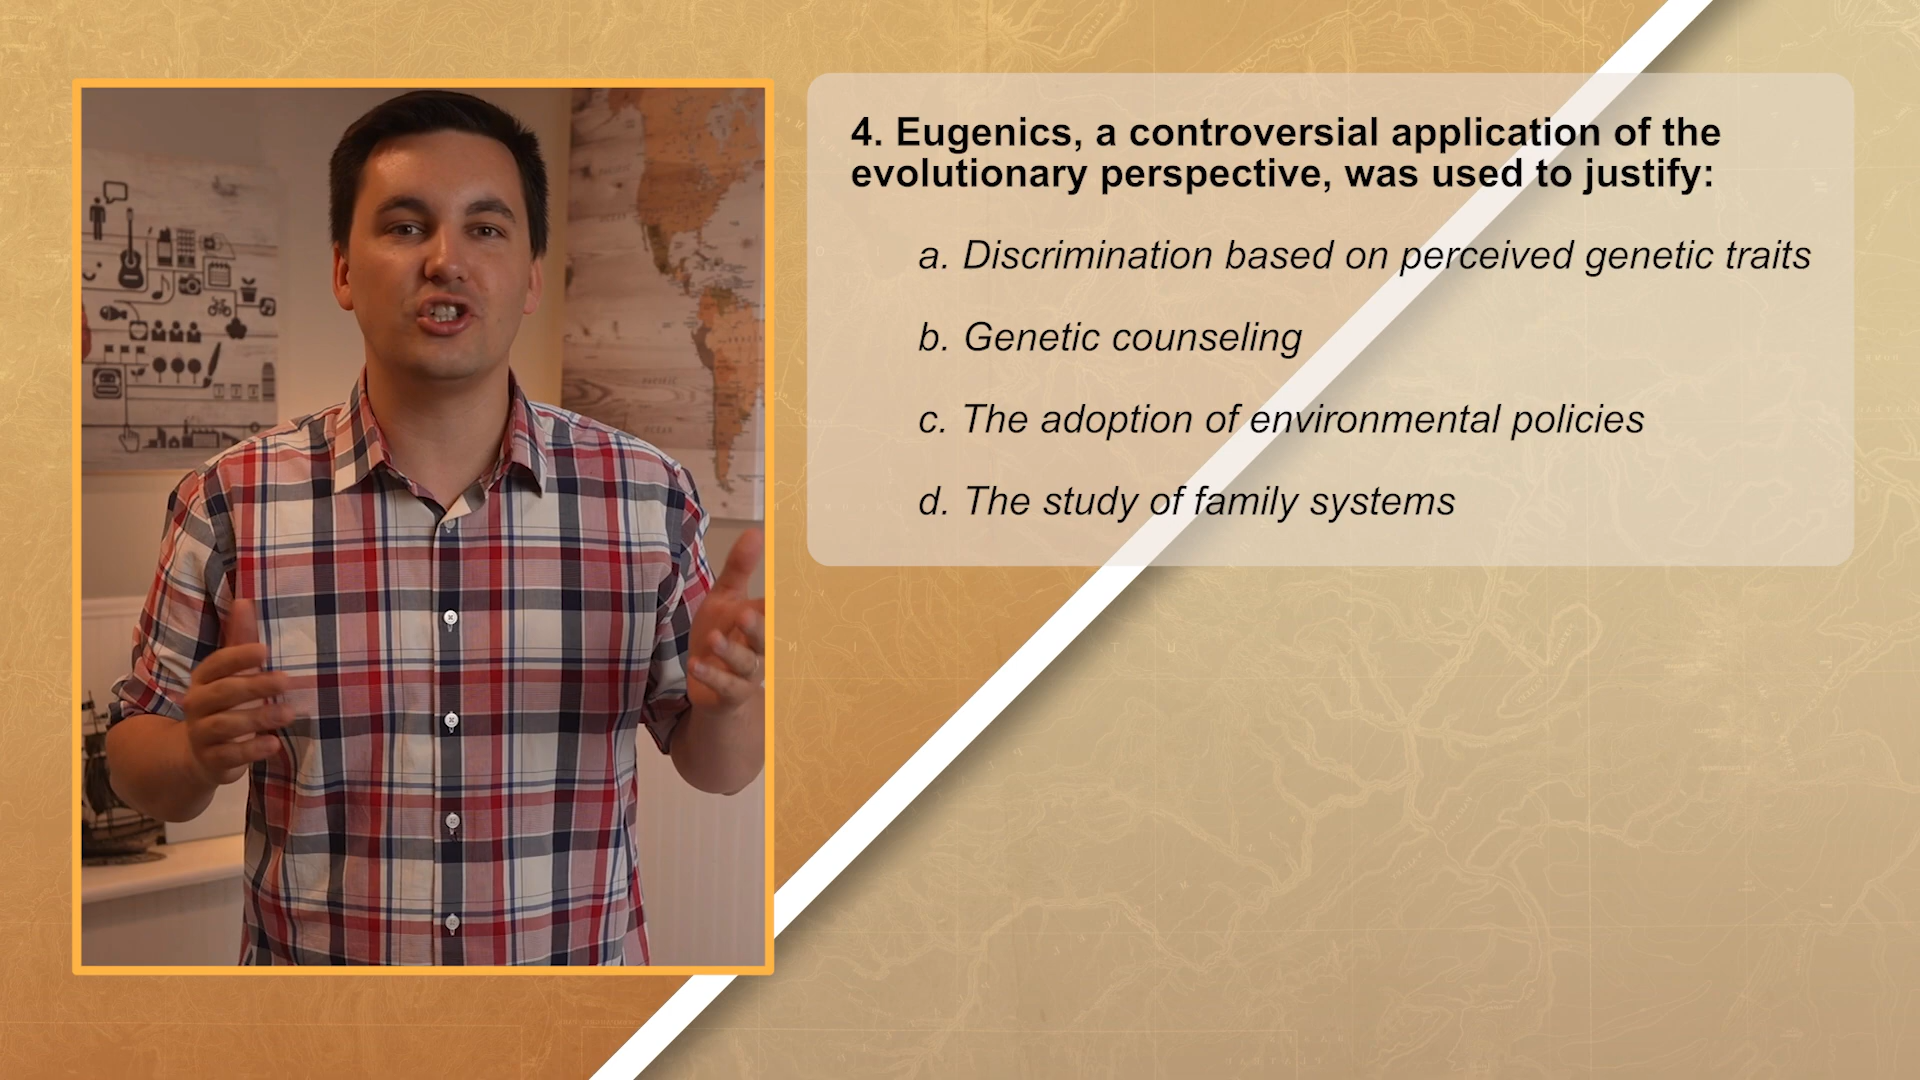 4. Eugenics, a controversial application of the
evolutionary perspective, was used to justify:
a. Discrimination based on perceived genetic traits
b. Genetic counseling
c. The adoption of environmental policies
d. The study of family systems